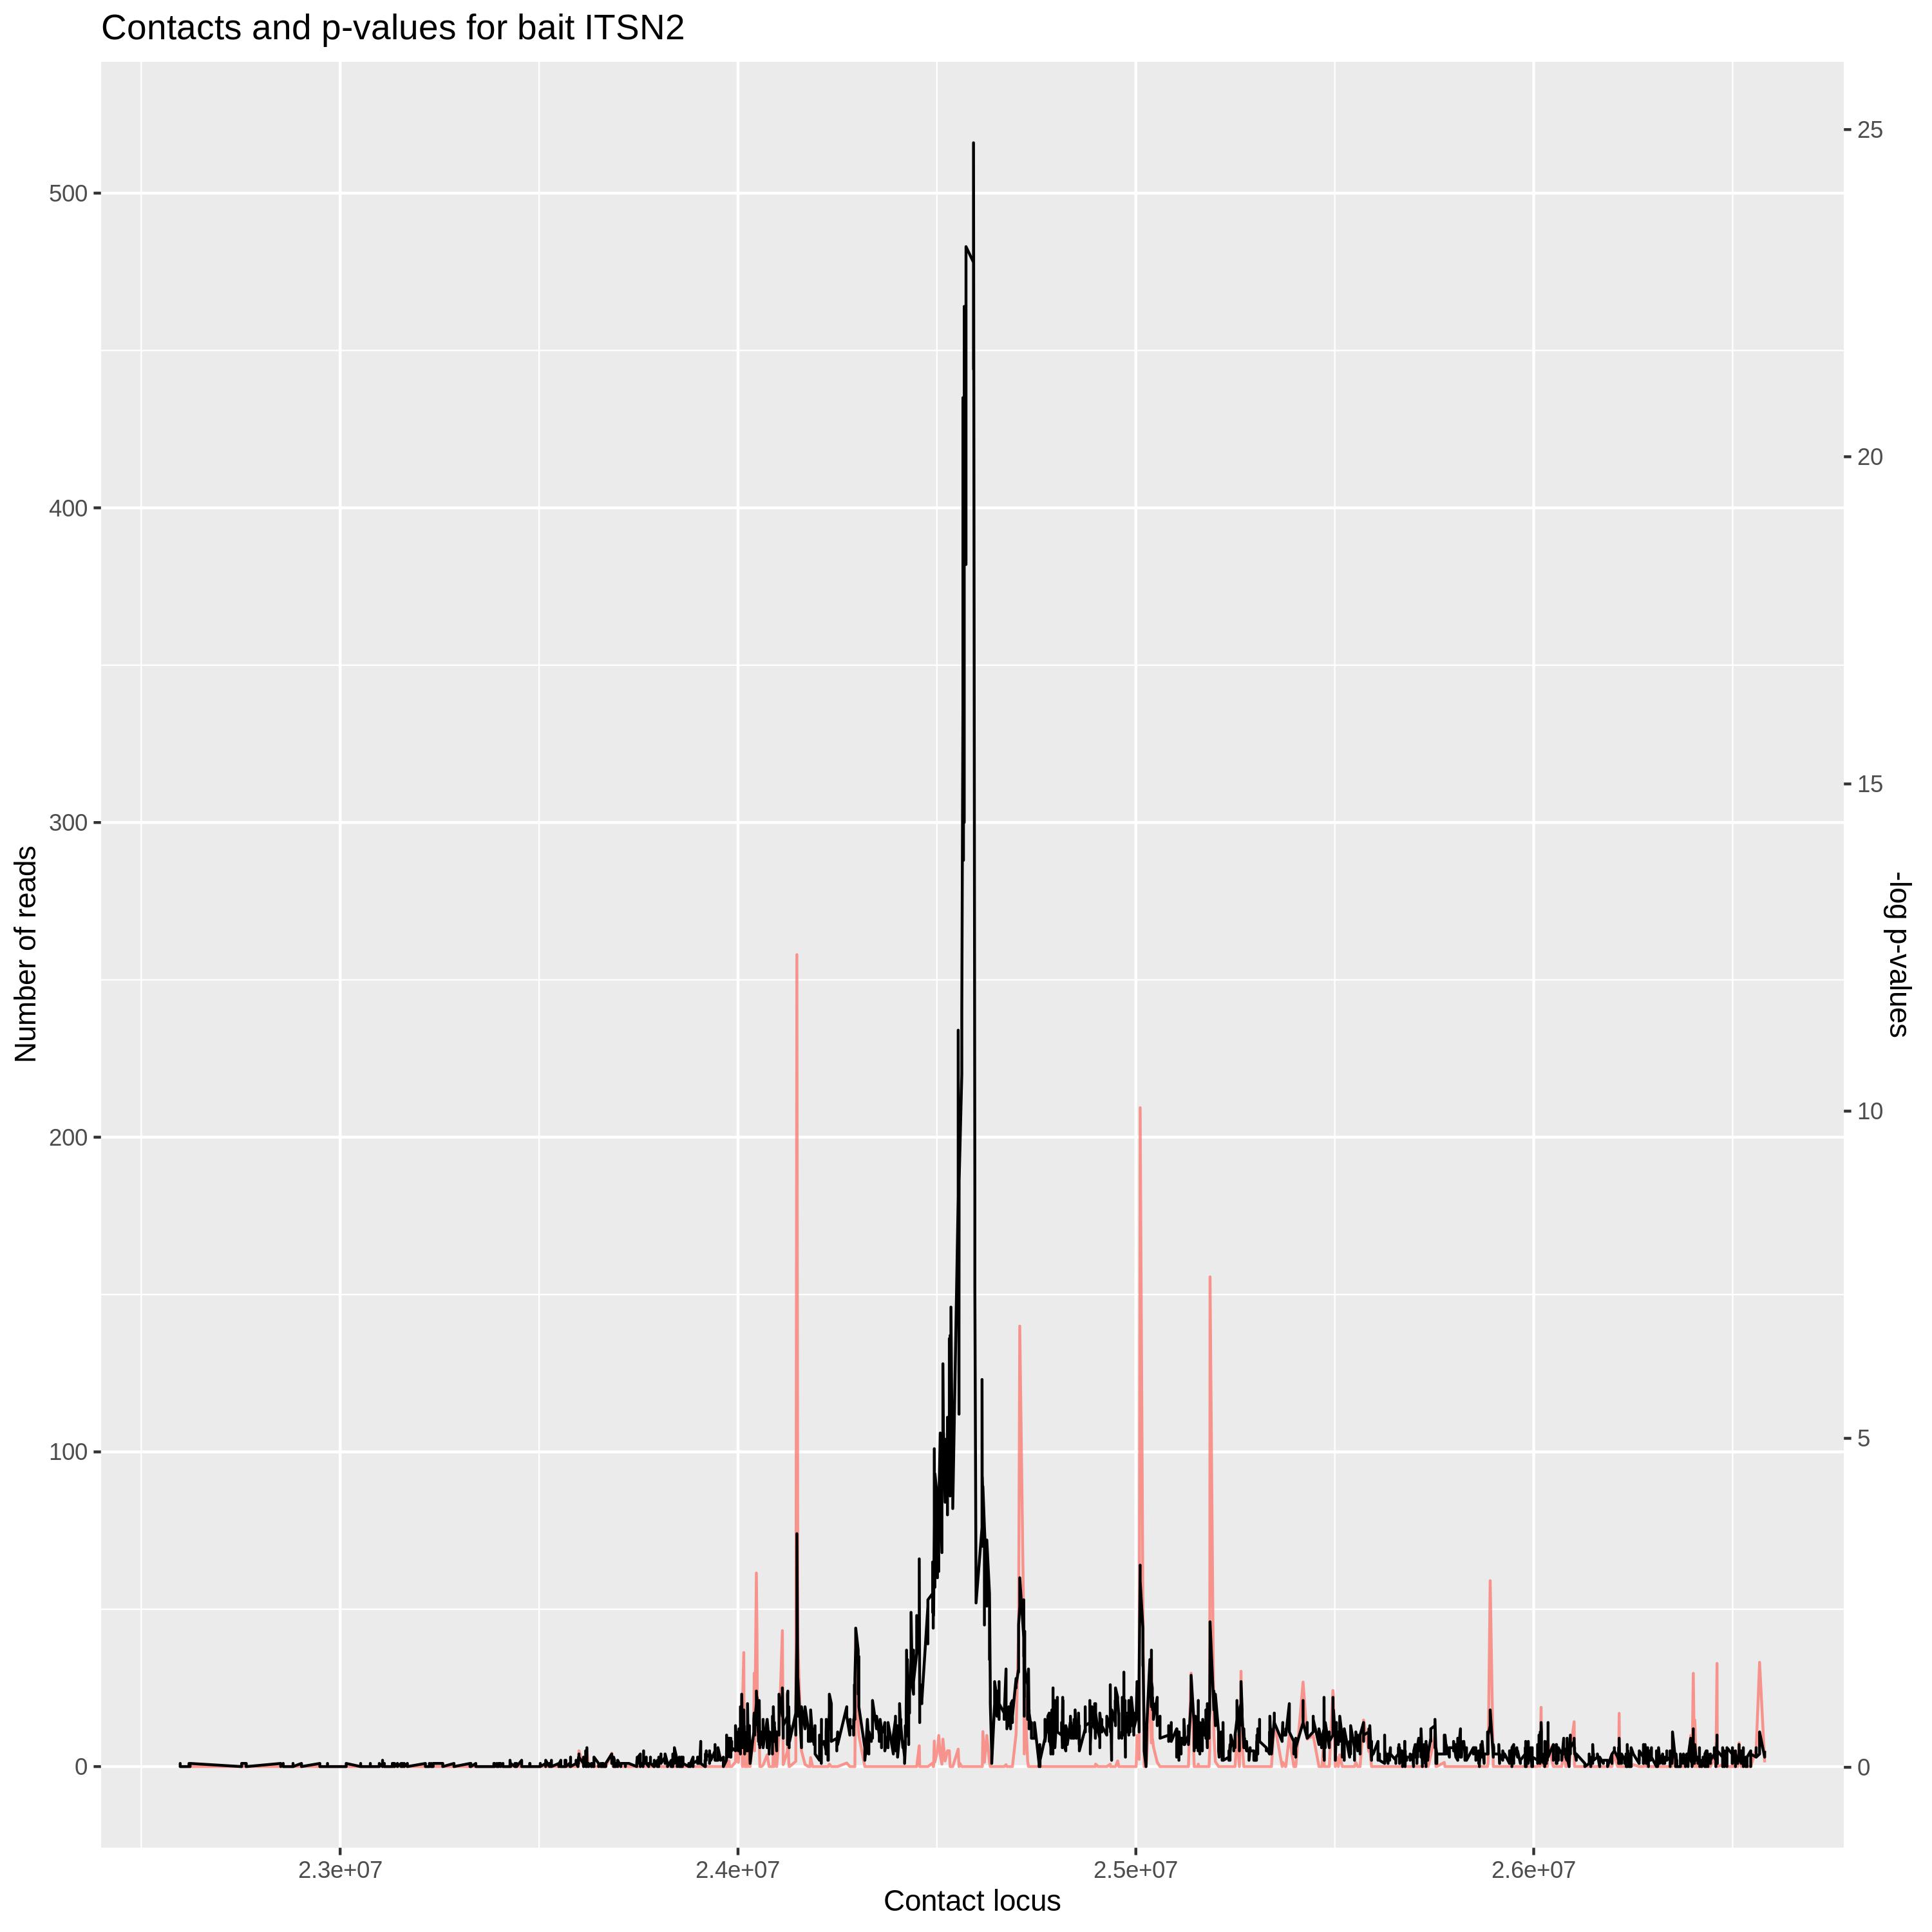 Contacts and p-values for bait ITSN2
500
400
300
200
100
0
Number of reads
25
20
15
10
5
0
-log p-values
2.3e+07
2.4e+07
2.5e+07
2.6e+07
Contact locus